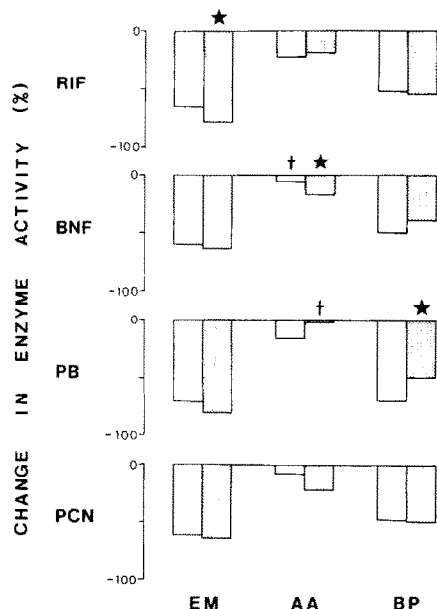 CHANGE IN ENZYME ACTIVITY (%)
★
0
RIF
-100
† ★
0
BNF
-100
† ★
0
PB
-100
0
PCN
-100
EM AA BP